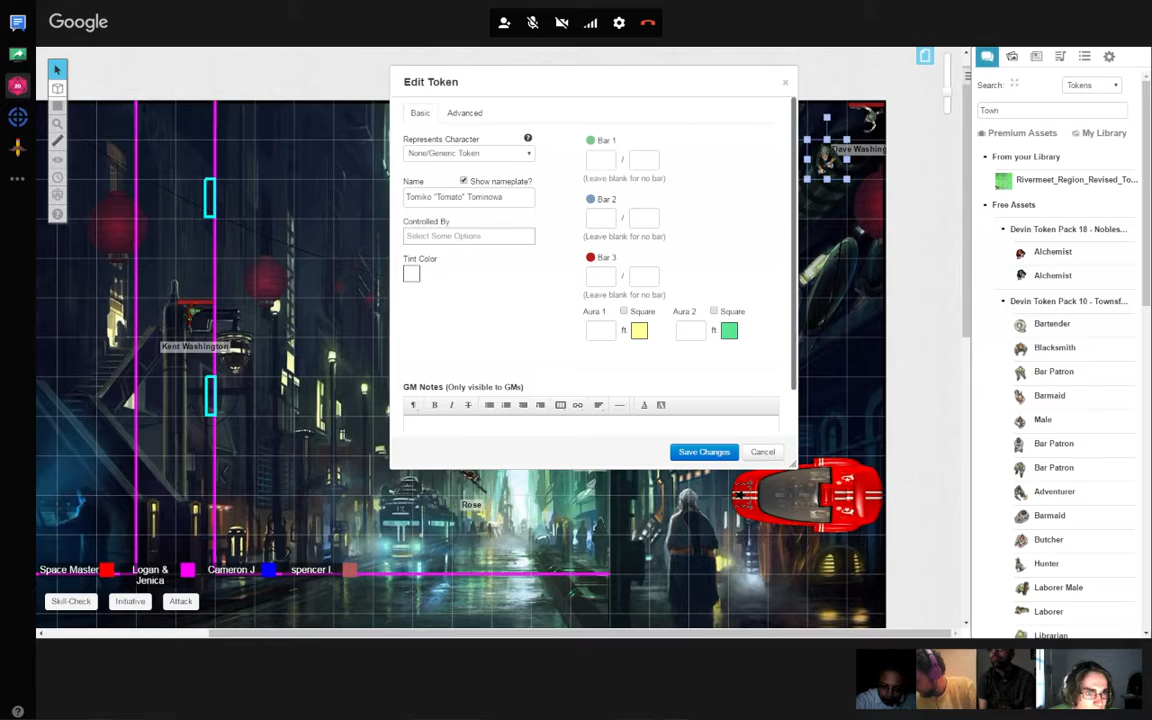 Google
Edit Token
Basic
Advanced
Represents Character
None/Generic Token
Name
Show nameplate?
Tomiko "Tomato" Tominowa
Controlled By
Select Some Options
Tint Color
Bar 1
/
(Leave blank for no bar)
Bar 2
/
(Leave blank for no bar)
Bar 3
/
(Leave blank for no bar)
Aura 1
Square
Aura 2
Square
ft.
ft.
GM Notes (Only visible to GMs)
Save Changes
Cancel
Dave Washing
Kent Washington
Rose
Space Master
Logan &
Jenica
Cameron J
spencer l.
Skill-Check
Initiative
Attack
Search:
Tokens
Town
Premium Assets
My Library
From your Library
Rivermeet_Region_Revised_To...
Free Assets
Devin Token Pack 18 - Nobles...
Alchemist
Alchemist
Devin Token Pack 10 - Townsf...
Bartender
Blacksmith
Bar Patron
Barmaid
Male
Bar Patron
Bar Patron
Adventurer
Barmaid
Butcher
Hunter
Laborer Male
Laborer
Librarian